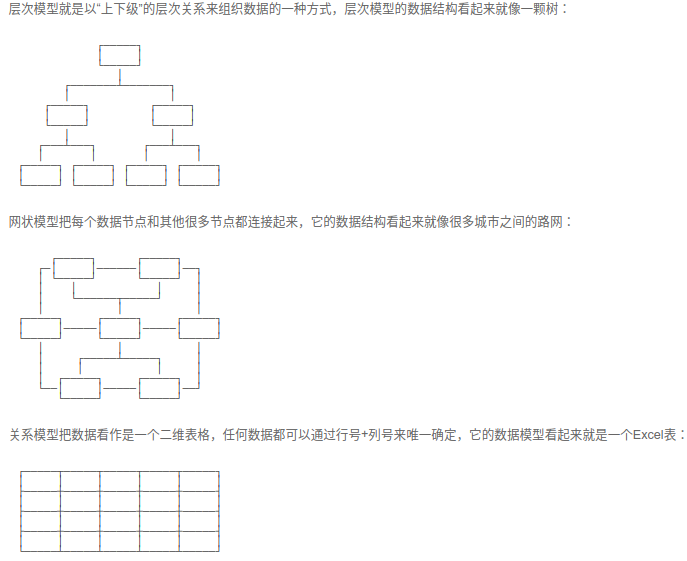 层次模型就是以“上下级”的层次关系来组织数据的一种方式，层次模型的数据结构看起来就像一颗树：
网状模型把每个数据节点和其他很多节点都连接起来，它的数据结构看起来就像很多城市之间的路网：
关系模型把数据看作是一个二维表格，任何数据都可以通过行号+列号来唯一确定，它的数据模型看起来就是一个Excel表：